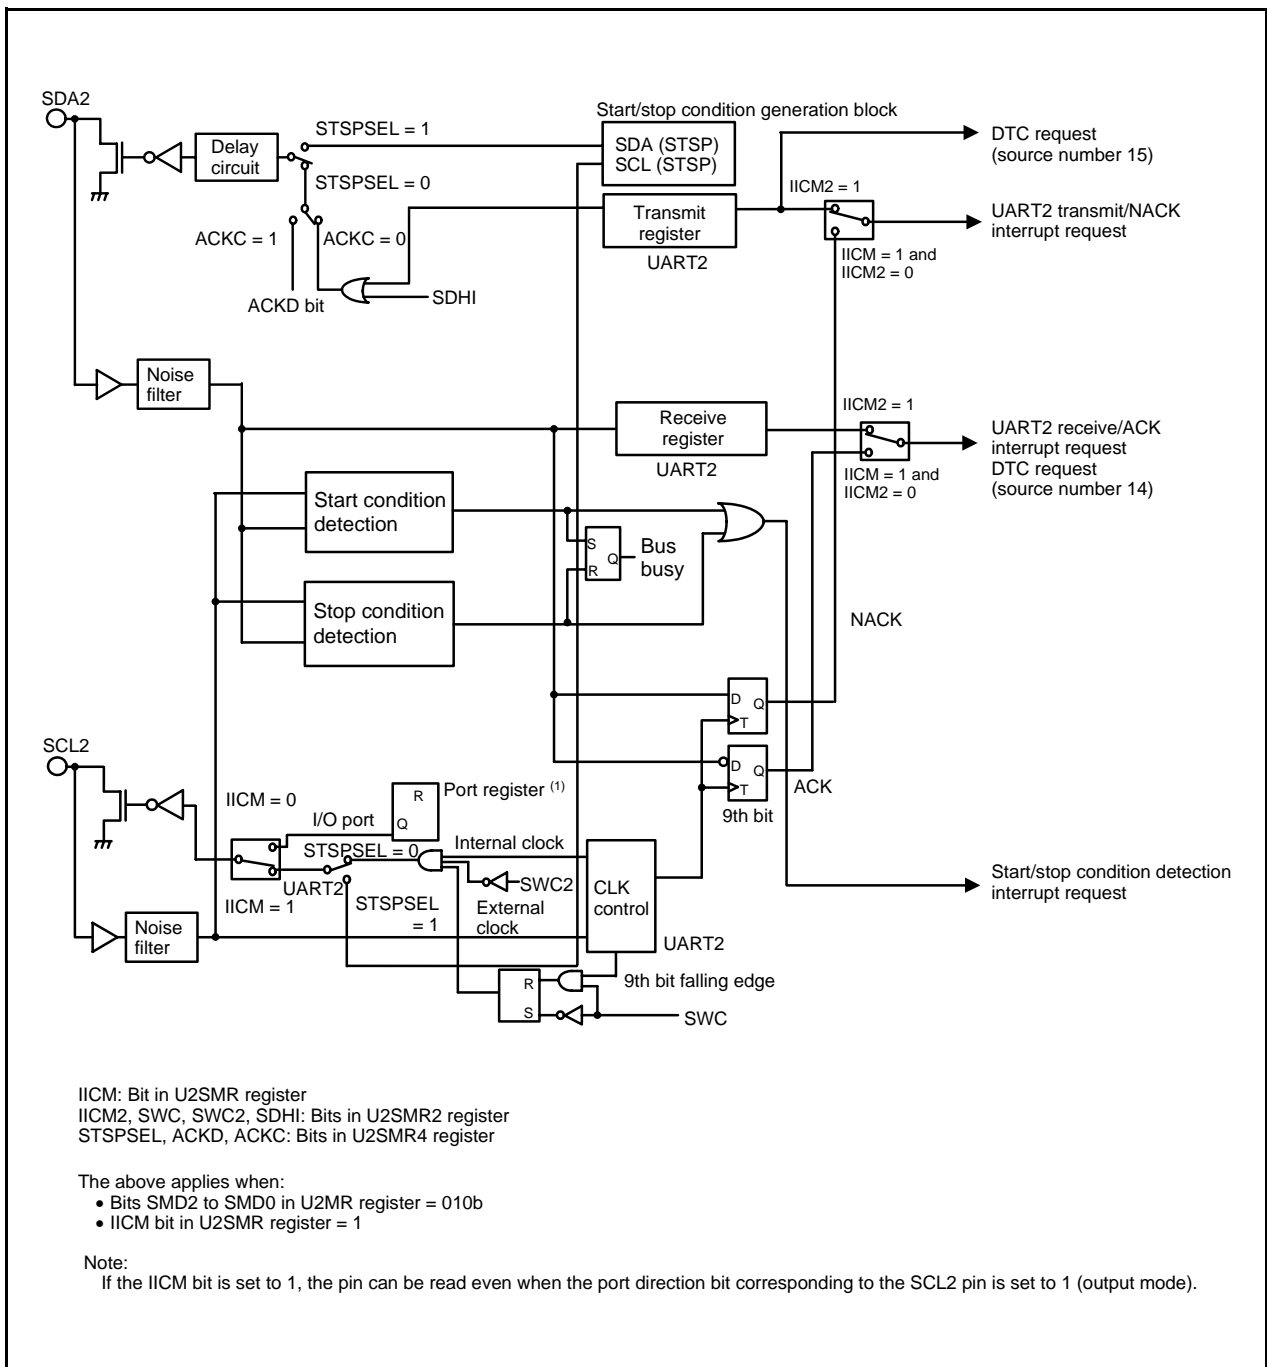 SDA2
Start/stop condition generation block
STSPSEL = 1
SDA (STSP)
SCL (STSP)
DTC request
(source number 15)
Delay
circuit
STSPSEL = 0
IICM2 = 1
Transmit
register
UART2
UART2 transmit/NACK
interrupt request
ACKC = 1
ACKC = 0
IICM = 1 and
IICM2 = 0
ACKD bit
SDHI
Noise
filter
IICM2 = 1
Receive
register
UART2
UART2 receive/ACK
interrupt request
DTC request
(source number 14)
IICM = 1 and
IICM2 = 0
Start condition
detection
S
R
Q
Bus
busy
Stop condition
detection
NACK
D
Q
T
SCL2
D
Q
T
ACK
9th bit
Port register (1)
R
Q
IICM = 0
I/O port
STSPSEL = 0
Internal clock
UART2
SWC2
CLK
control
Start/stop condition detection
interrupt request
IICM = 1
STSPSEL
= 1
External
clock
Noise
filter
UART2
R
S
9th bit falling edge
SWC
IICM: Bit in U2SMR register
IICM2, SWC, SWC2, SDHI: Bits in U2SMR2 register
STSPSEL, ACKD, ACKC: Bits in U2SMR4 register
The above applies when:
• Bits SMD2 to SMD0 in U2MR register = 010b
• IICM bit in U2SMR register = 1
Note:
If the IICM bit is set to 1, the pin can be read even when the port direction bit corresponding to the SCL2 pin is set to 1 (output mode).